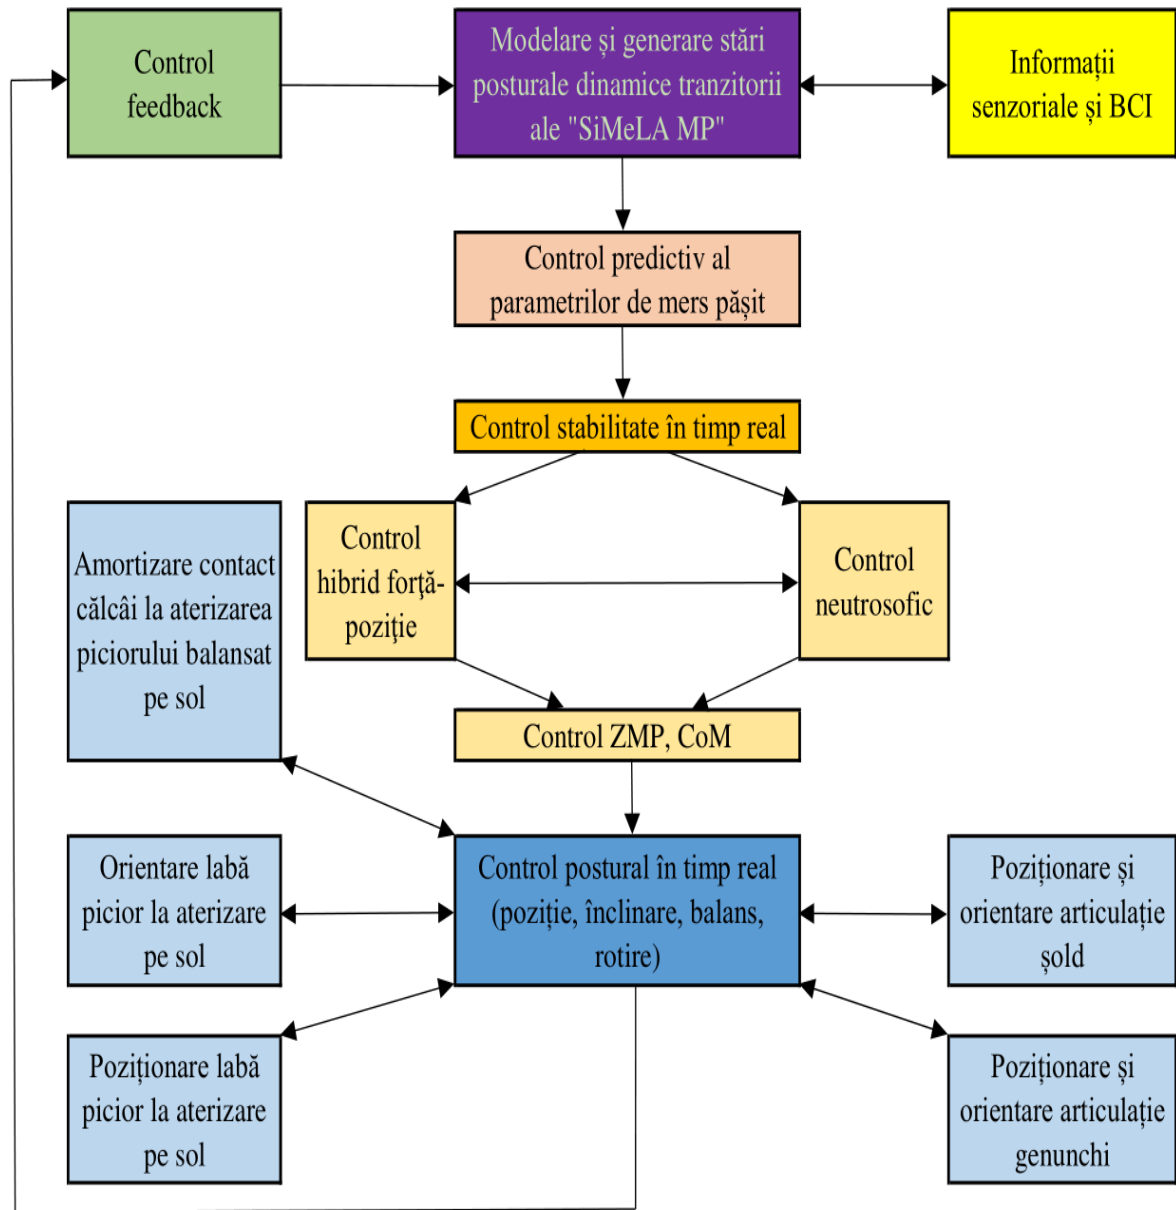 Control
feedback
Modelare și generare stări
posturale dinamice tranzitorii
ale "SiMeLA MP"
Informații
senzoriale și BCI
Control predictiv al
parametrilor de mers pășit
Control stabilitate în timp real
Control
hibrid forţă-
poziţie
Control
neutrosofic
Amortizare contact
călcâi la aterizarea
piciorului balansat
pe sol
Control ZMP, CoM
Orientare labă
picior la aterizare
pe sol
Control postural în timp real
(poziție, înclinare, balans,
rotire)
Poziționare și
orientare articulație
șold
Poziționare labă
picior la aterizare
pe sol
Poziționare și
orientare articulație
genunchi